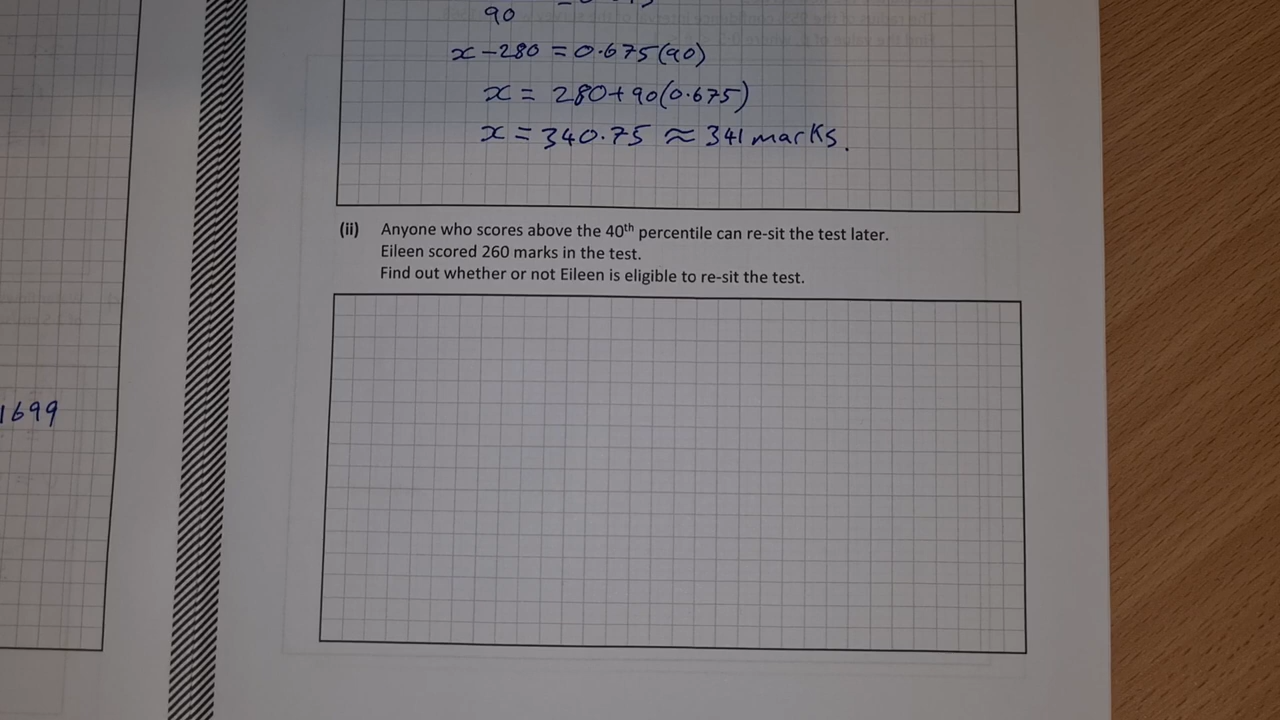 90
x - 280 = 0.675(90)
x = 280 + 90(0.675)
x = 340.75 ≈ 341 marks.
(ii) Anyone who scores above the 40th percentile can re-sit the test later.
Eileen scored 260 marks in the test.
Find out whether or not Eileen is eligible to re-sit the test.
1699